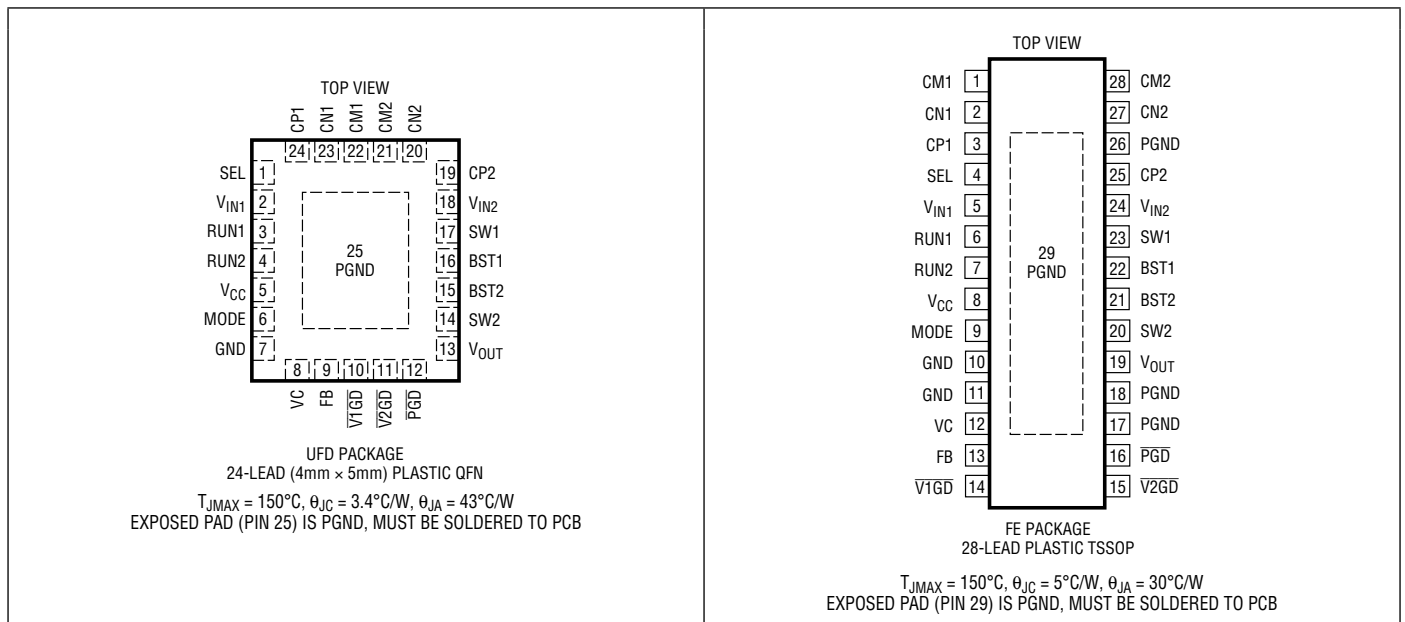 TOP VIEW
CP1 CN1 CM1 CM2 CN2
24 23 22 21 20
SEL 1
VIN1 2
RUN1 3
RUN2 4
VCC 5
MODE 6
GND 7
19 CP2
18 VIN2
17 SW1
16 BST1
15 BST2
14 SW2
13 VOUT
25
PGND
8 9 10 11 12
VC FB V1GD V2GD PGD
UFD PACKAGE
24-LEAD (4mm × 5mm) PLASTIC QFN
TJMAX = 150°C, θJC = 3.4°C/W, θJA = 43°C/W
EXPOSED PAD (PIN 25) IS PGND, MUST BE SOLDERED TO PCB
TOP VIEW
CM1 1
CN1 2
CP1 3
SEL 4
VIN1 5
RUN1 6
RUN2 7
VCC 8
MODE 9
GND 10
GND 11
VC 12
FB 13
V1GD 14
29
PGND
28 CM2
27 CN2
26 PGND
25 CP2
24 VIN2
23 SW1
22 BST1
21 BST2
20 SW2
19 VOUT
18 PGND
17 PGND
16 PGD
15 V2GD
FE PACKAGE
28-LEAD PLASTIC TSSOP
TJMAX = 150°C, θJC = 5°C/W, θJA = 30°C/W
EXPOSED PAD (PIN 29) IS PGND, MUST BE SOLDERED TO PCB